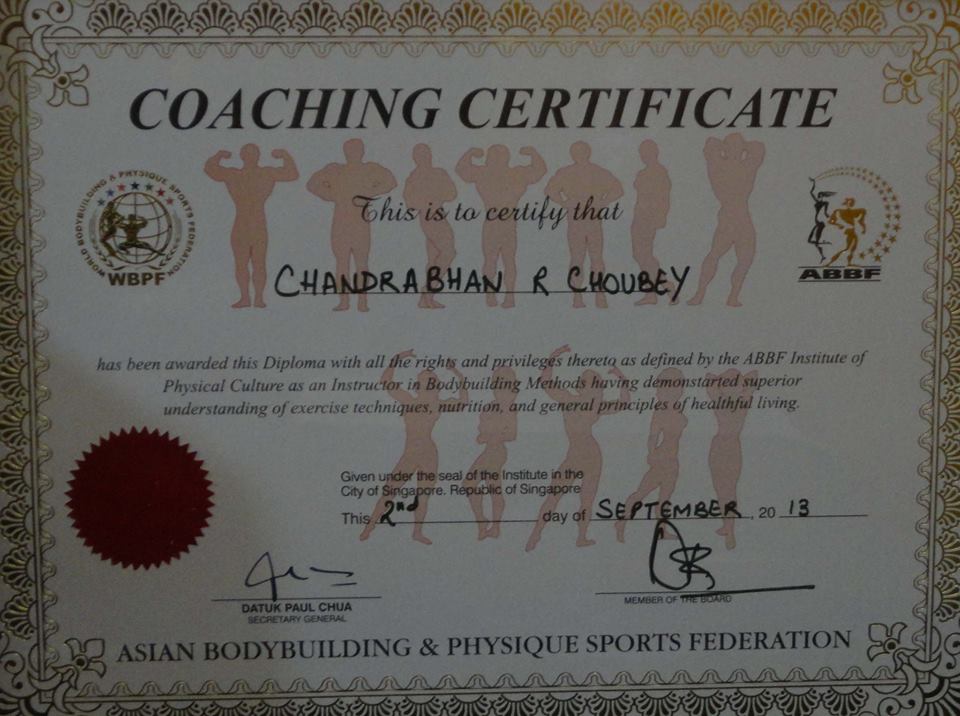 COACHING CERTIFICATE
WORLD BODYBUILDING & PHYSIQUE SPORTS FEDERATION
WBPF
This is to certify that
ABBF
CHANDRABHAN R CHOUBEY
has been awarded this Diploma with all the rights and privileges thereto as defined by the ABBF Institute of
Physical Culture as an Instructor in Bodybuilding Methods having demonstarted superior
understanding of exercise techniques, nutrition, and general principles of healthful living.
Given under the seal of the Institute in the
City of Singapore. Republic of Singapore
This 2nd day of SEPTEMBER, 20 13
DATUK PAUL CHUA
SECRETARY GENERAL
MEMBER OF THE BOARD
ASIAN BODYBUILDING & PHYSIQUE SPORTS FEDERATION